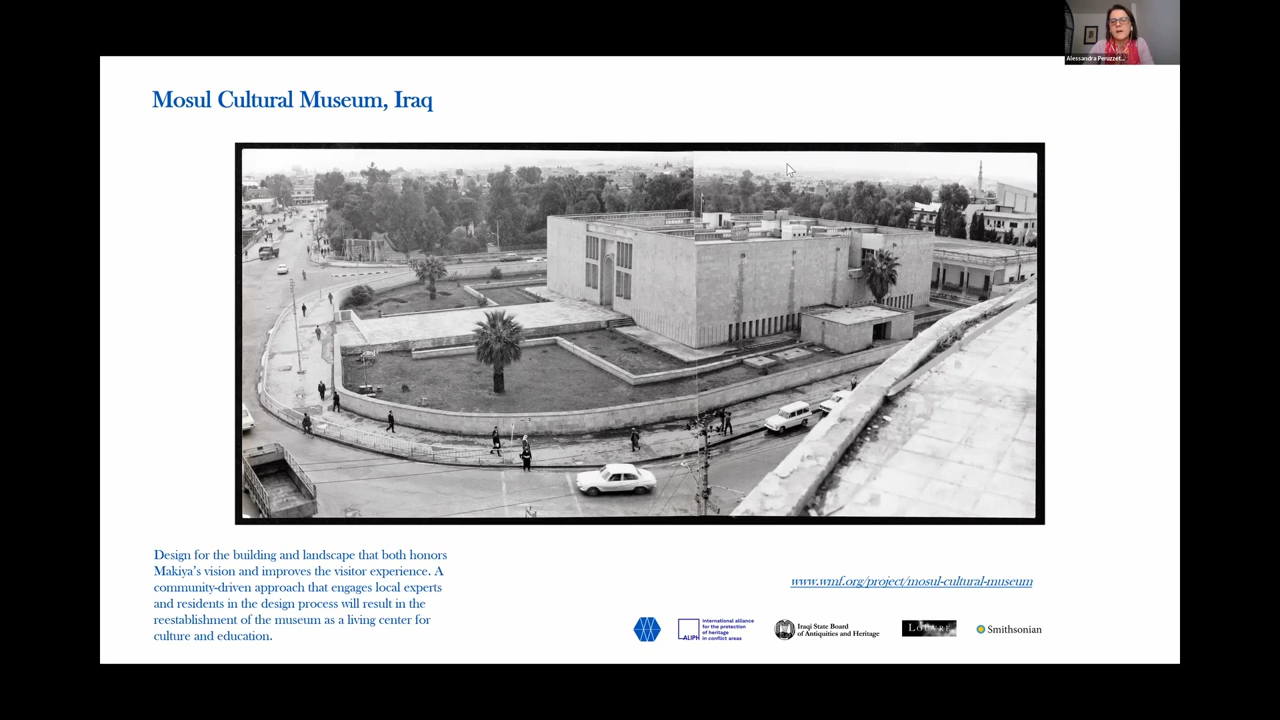 Alessandra Peruzzet...
Mosul Cultural Museum, Iraq
Design for the building and landscape that both honors
Makiya's vision and improves the visitor experience. A
community-driven approach that engages local experts
and residents in the design process will result in the
reestablishment of the museum as a living center for
culture and education.
www.wmf.org/project/mosul-cultural-museum
ALIPH
international alliance
for the protection
of heritage
in conflict areas
Iraqi State Board
of Antiquities and Heritage
LOUVRE
Smithsonian